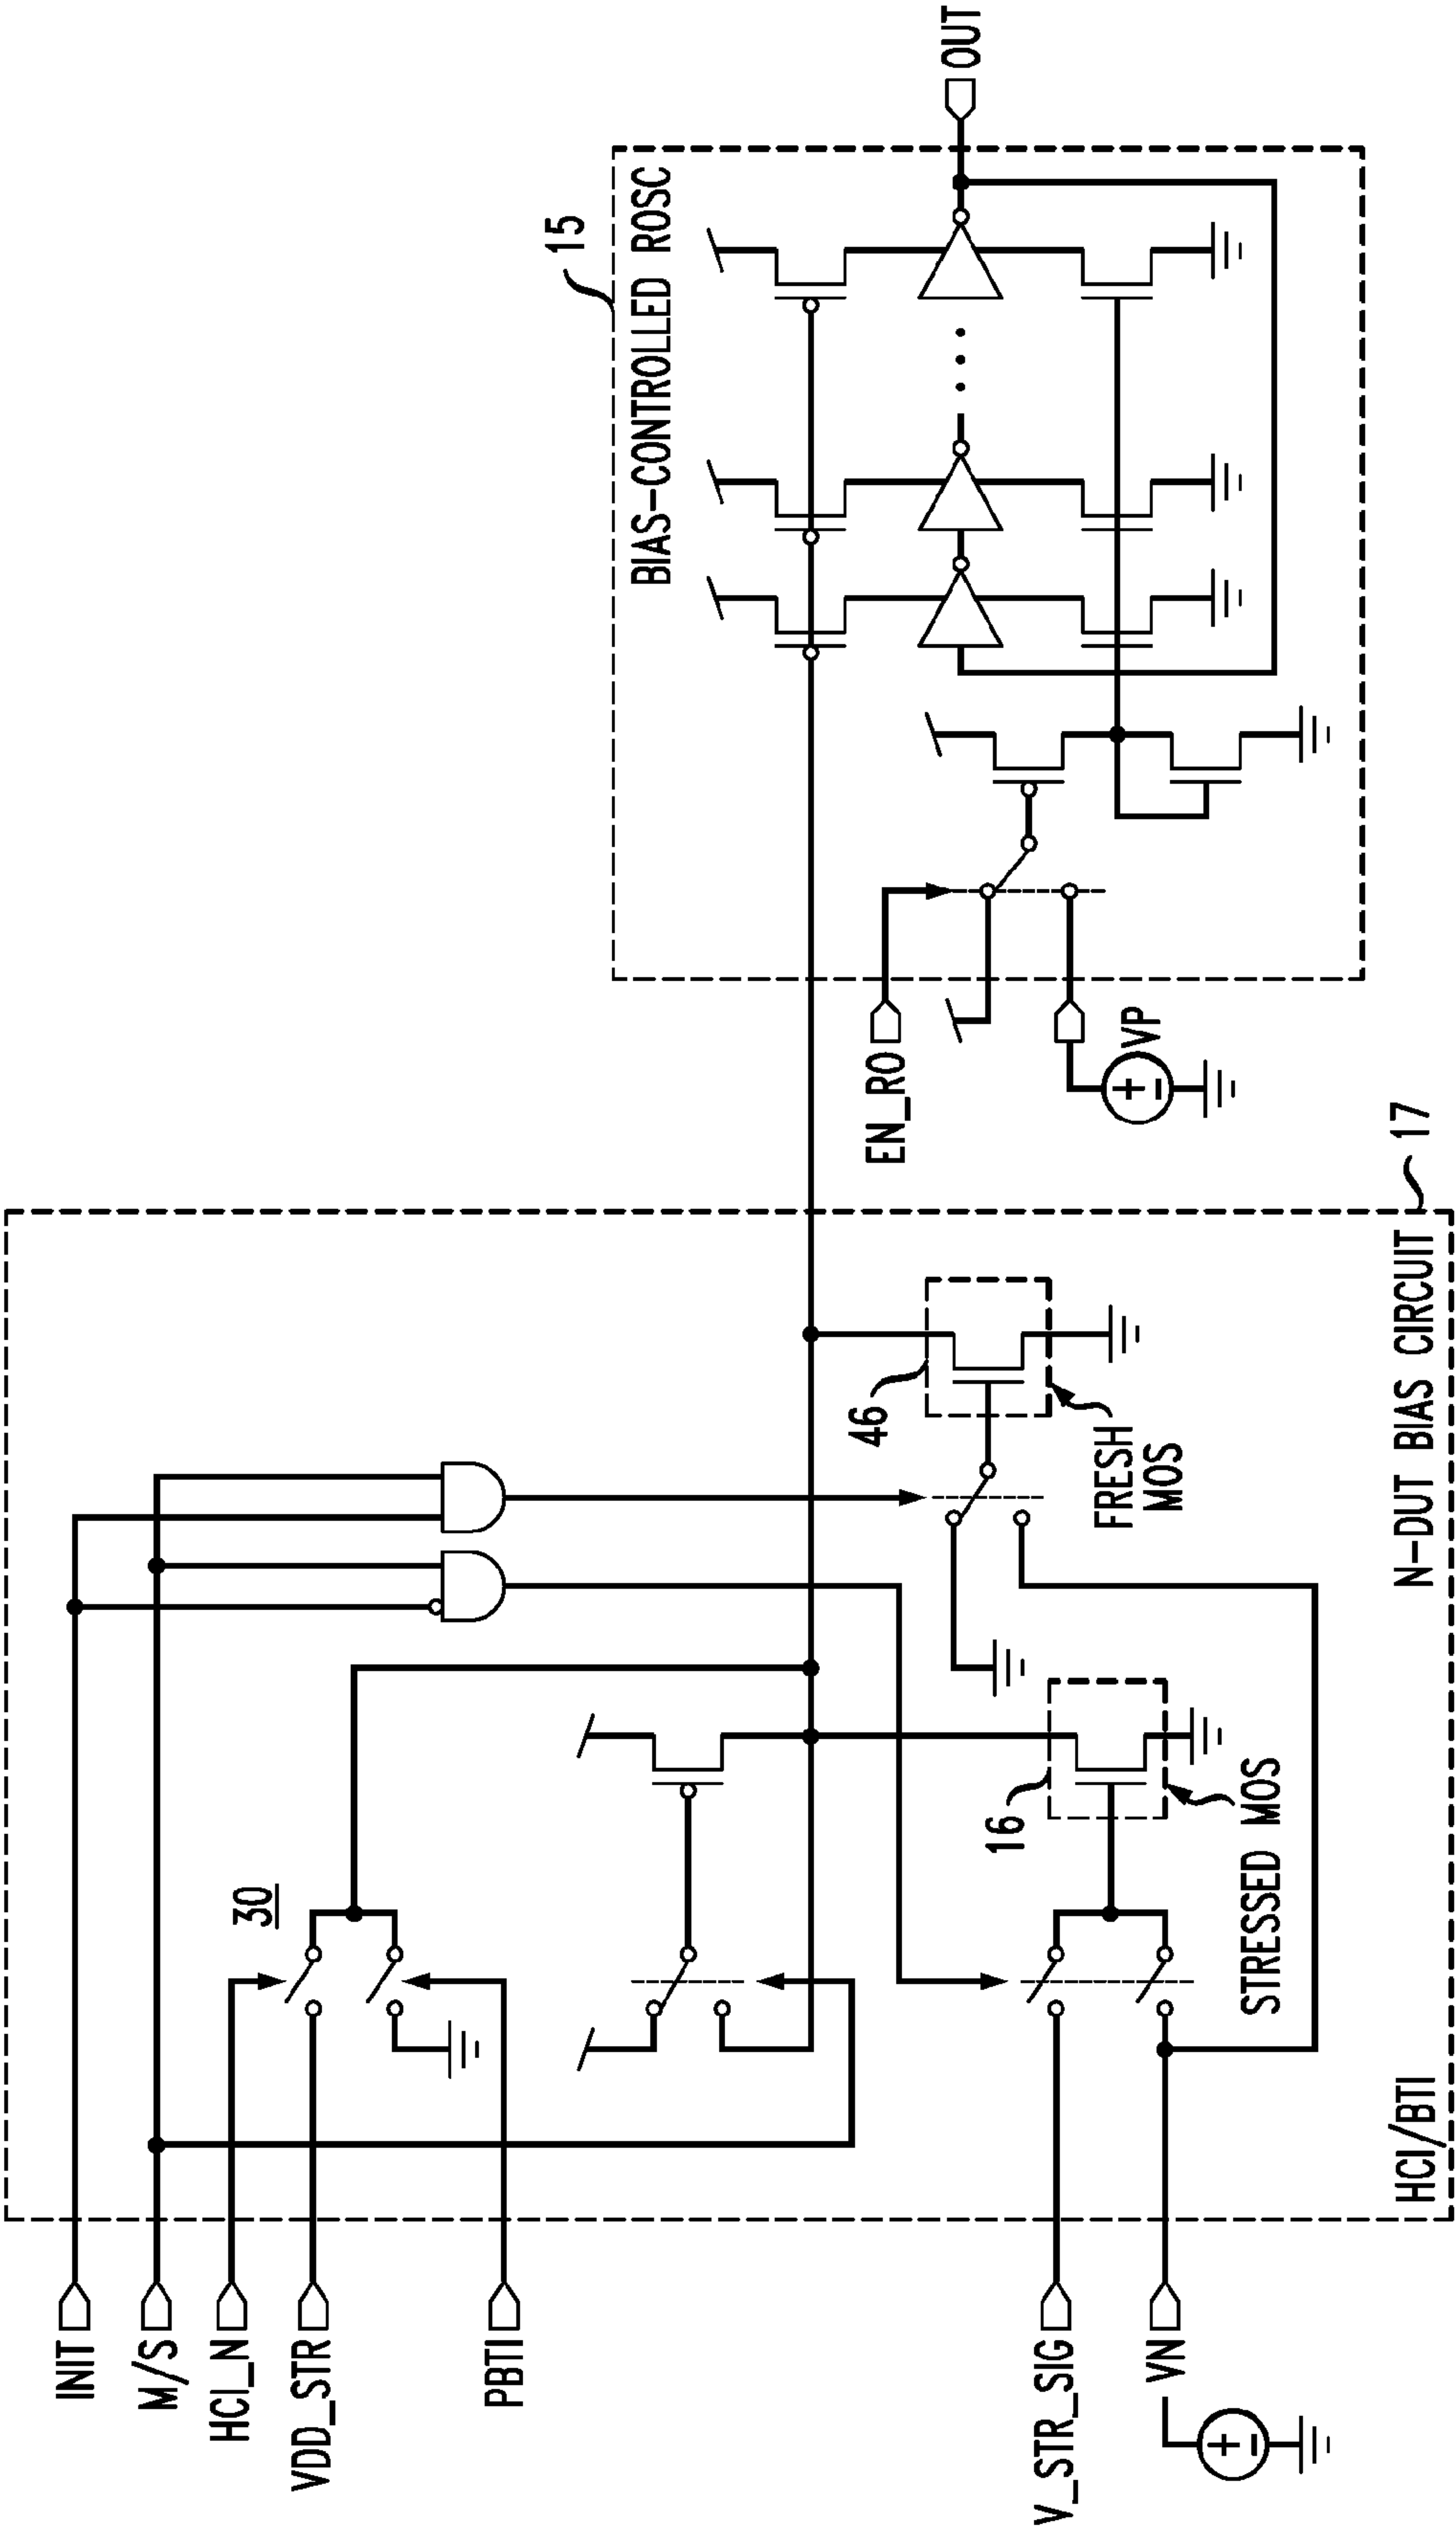 INIT
M/S
HCI_N
VDD_STR
PBTI
V_STR_SIG
VN
+
-
30
16
STRESSED MOS
46
FRESH
MOS
HCI/BTI
N-DUT BIAS CIRCUIT
17
EN_RO
VP
+
-
15
BIAS-CONTROLLED ROSC
OUT